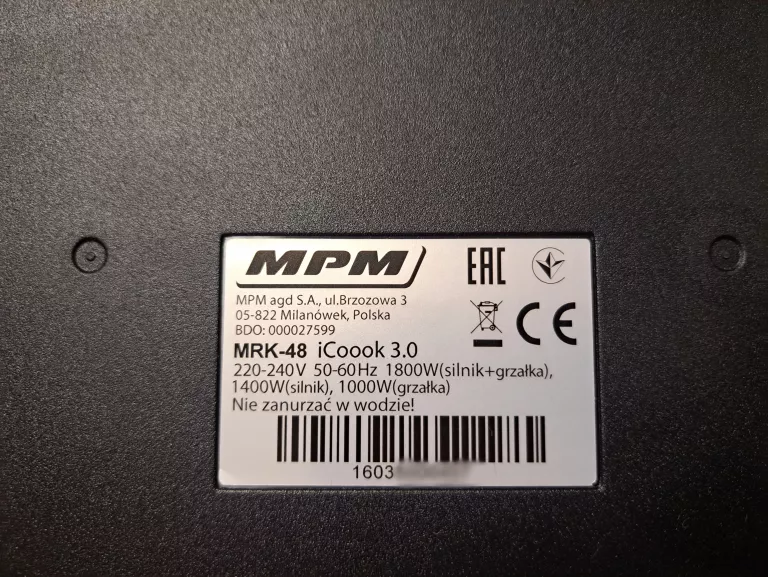 MPM
EAC
MPM agd S.A., ul.Brzozowa 3
05-822 Milanówek, Polska
BDO: 000027599
CE
MRK-48 iCoook 3.0
220-240V 50-60Hz 1800W(silnik+grzałka),
1400W(silnik), 1000W(grzałka)
Nie zanurzać w wodzie!
1603